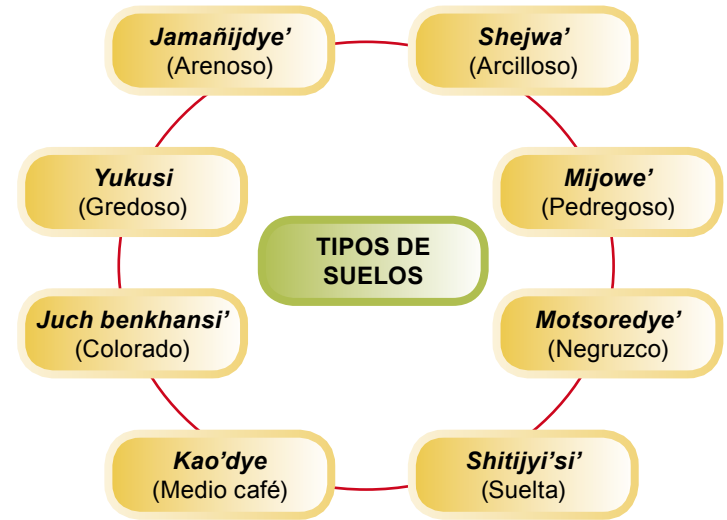 Jamañijdye’
(Arenoso)
Shejwa’
(Arcilloso)
Yukusi
(Gredoso)
Mijowe’
(Pedregoso)
TIPOS DE
SUELOS
Juch benkhansi’
(Colorado)
Motsoredye’
(Negruzco)
Kao’dye
(Medio café)
Shitijyi’si’
(Suelta)